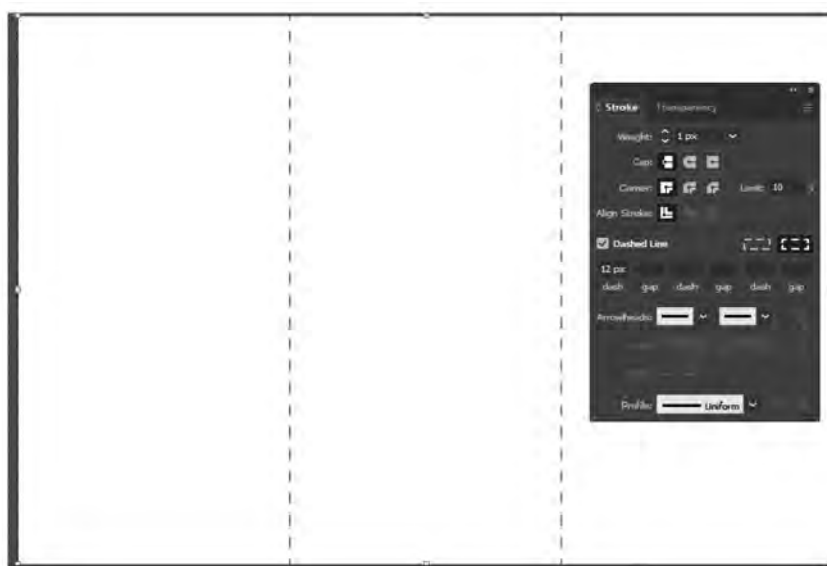 Stroke Transparency
Weight: 1 px
Cap:
Corner: Limit: 10
Align Stroke:
Dashed Line
12 px
dash gap dash gap dash gap
Arrowheads:
Profile: Uniform